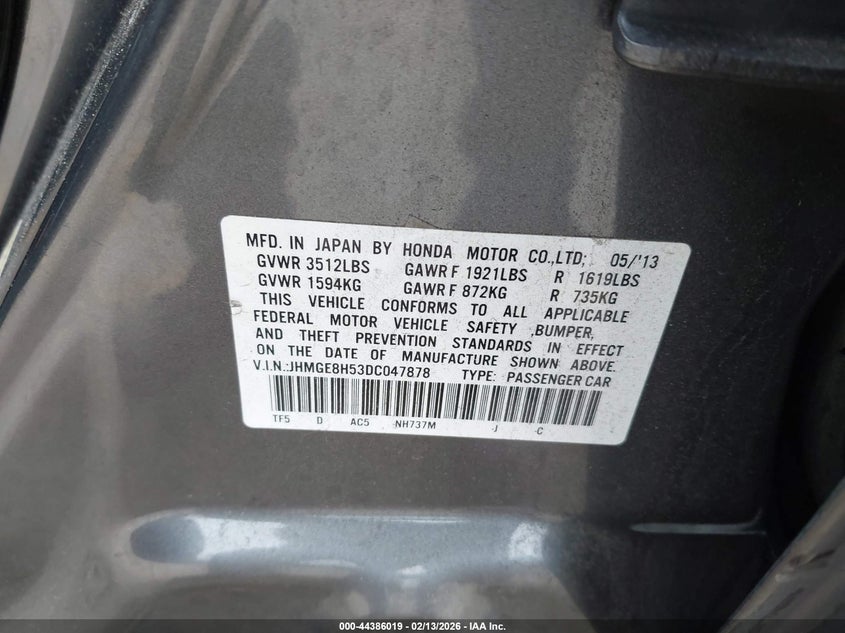 MFD. IN JAPAN BY HONDA MOTOR CO.,LTD; 05/'13
GVWR 3512LBS GAWR F 1921LBS R 1619LBS
GVWR 1594KG GAWR F 872KG R 735KG
THIS VEHICLE CONFORMS TO ALL APPLICABLE
FEDERAL MOTOR VEHICLE SAFETY ,BUMPER,
AND THEFT PREVENTION STANDARDS IN EFFECT
ON THE DATE OF MANUFACTURE SHOWN ABOVE.
V.I.N.:JHMGE8H53DC047878 TYPE: PASSENGER CAR
TF5 D AC5 -NH737M -J -C
000-44386019 - 02/13/2026 - IAA Inc.